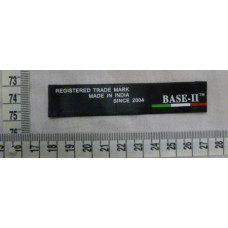 REGISTERED TRADE MARK
MADE IN INDIA
SINCE 2004
BASE-II™
73
74
75
76
16 17 18 19 20 21 22 23 24 25 26 27 28